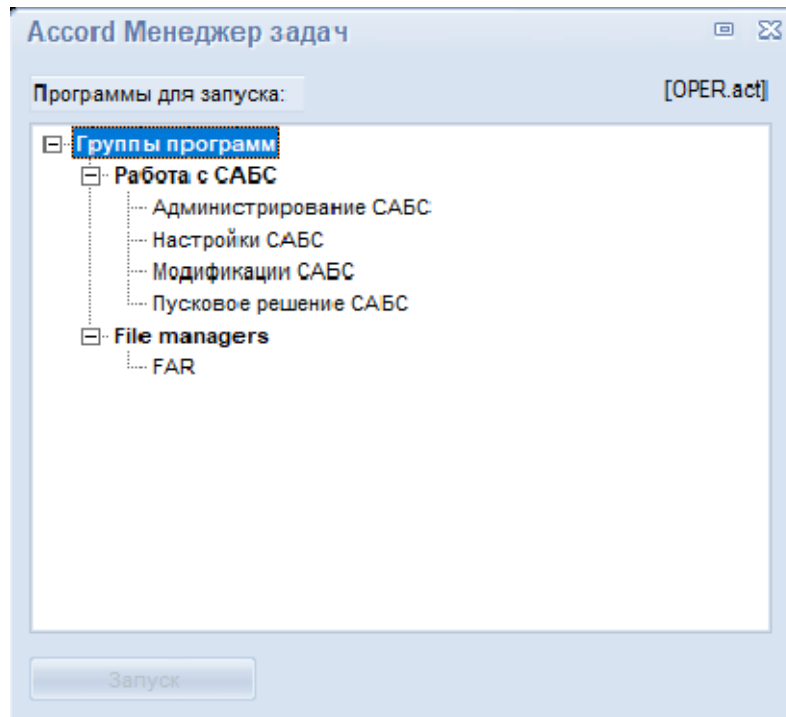 Accord Менеджер задач
Программы для запуска: [OPER.act]
Группы программ
Работа с САБС
Администрирование САБС
Настройки САБС
Модификации САБС
Пусковое решение САБС
File managers
FAR
Запуск